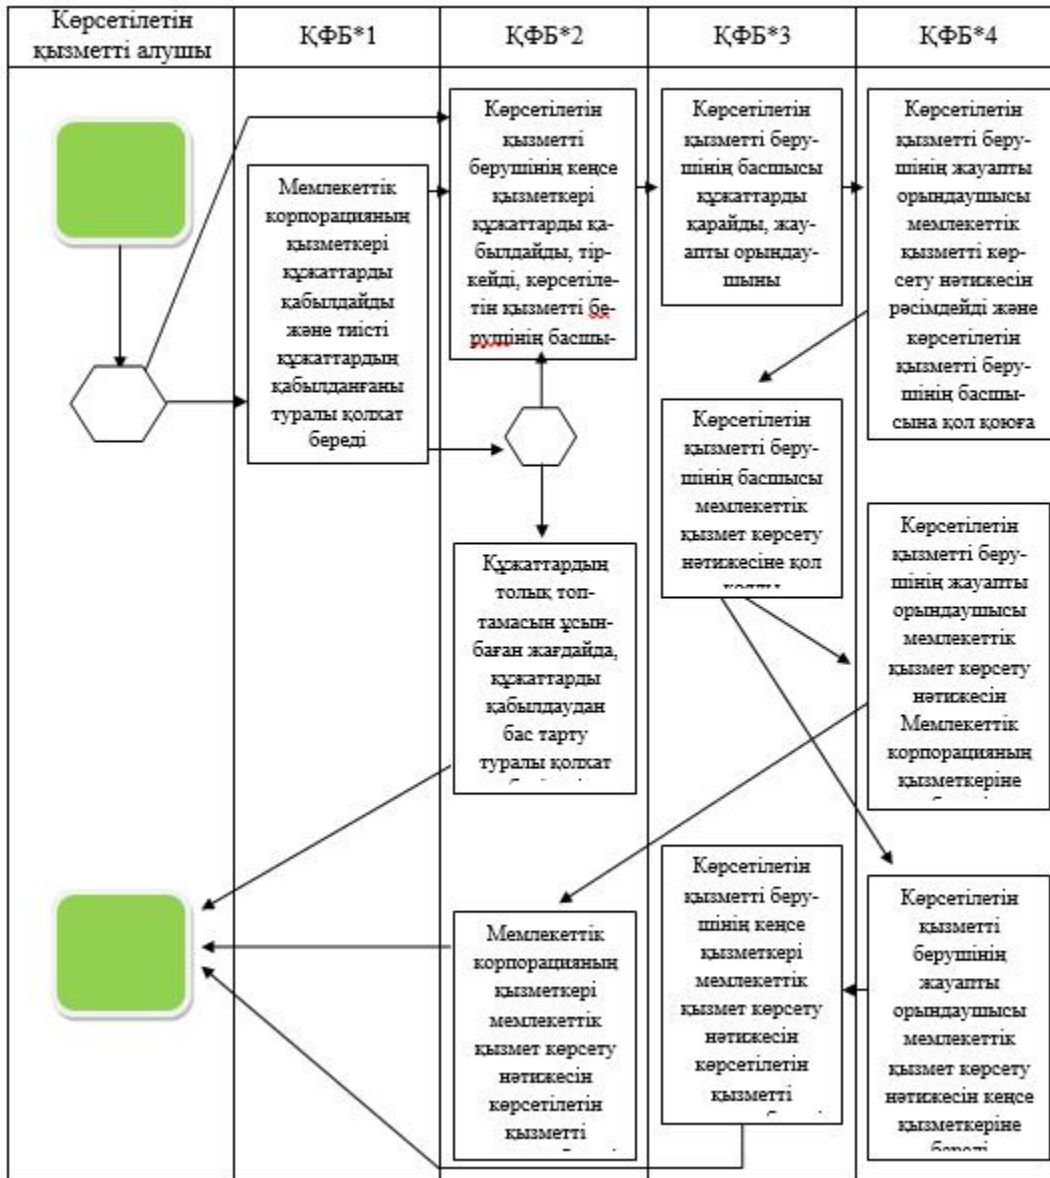 Көрсетілетін
қызметті алушы
ҚФБ*1
ҚФБ*2
ҚФБ*3
ҚФБ*4
Мемлекеттік
корпорацияның
қызметкері
құжаттарды
қабылдайды
және тиісті
құжаттардың
қабылданғаны
туралы қолхат
береді
Көрсетілетін
қызметті
берушінің кеңсе
қызметкері
құжаттарды қа-
былдайды, тір-
кейді, көрсетіле-
тін қызметті бе-
рушінің басшы-
Көрсетілетін
қызметті беру-
шінің басшысы
құжаттарды
қарайды, жау-
апты орындау-
шыны
Көрсетілетін
қызметті беру-
шінің жауапты
орындаушысы
мемлекеттік
қызметті көр-
сету нәтижесін
рәсімдейді және
көрсетілетін
қызметті беру-
шінің басшы-
сына қол қоюға
Көрсетілетін
қызметті беру-
шінің басшысы
мемлекеттік
қызмет көрсету
нәтижесіне қол
Құжаттардың
толық топ-
тамасын ұсын-
баған жағдайда,
құжаттарды
қабылдаудан
бас тарту
туралы қолхат
Көрсетілетін
қызметті беру-
шінің жауапты
орындаушысы
мемлекеттік
қызмет көрсету
нәтижесін
Мемлекеттік
корпорацияның
қызметкеріне
Мемлекеттік
корпорацияның
қызметкері
мемлекеттік
қызмет көрсету
нәтижесін
көрсетілетін
қызметті
Көрсетілетін
қызметті беру-
шінің кеңсе
қызметкері
мемлекеттік
қызмет көрсету
нәтижесін
көрсетілетін
қызметті
Көрсетілетін
қызметті
берушінің
жауапты
орындаушысы
мемлекеттік
қызмет көрсету
нәтижесін кеңсе
қызметкеріне